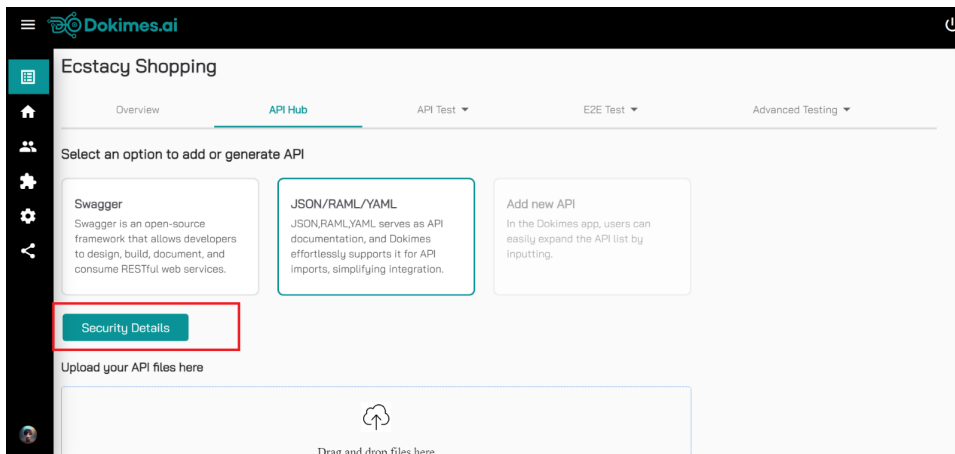 Dokimes.ai
Ecstacy Shopping
Overview
API Hub
API Test
E2E Test
Advanced Testing
Select an option to add or generate API
Swagger
Swagger is an open-source
framework that allows developers
to design, build, document, and
consume RESTful web services.
JSON/RAML/YAML
JSON,RAML,YAML serves as API
documentation, and Dokimes
effortlessly supports it for API
imports, simplifying integration.
Add new API
In the Dokimes app, users can
easily expand the API list by
inputting.
Security Details
Upload your API files here
Drag and drop files here